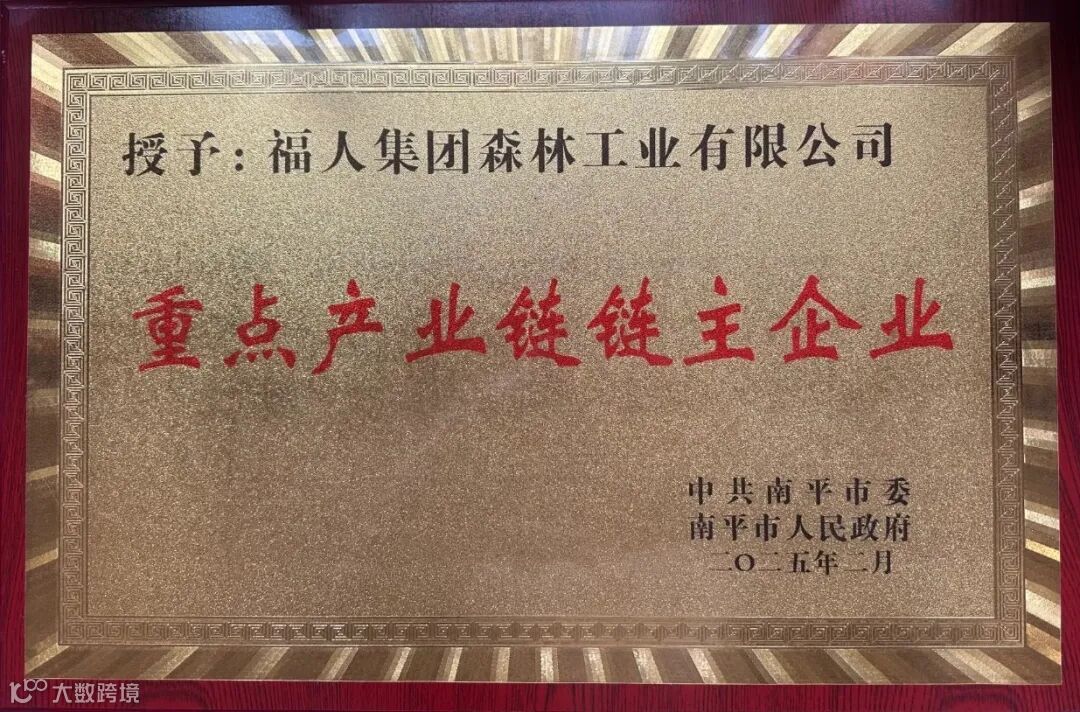 授予：福人集团森林工业有限公司
重点产业链链主企业
中共南平市委
南平市人民政府
二〇二五年二月
大数跨境